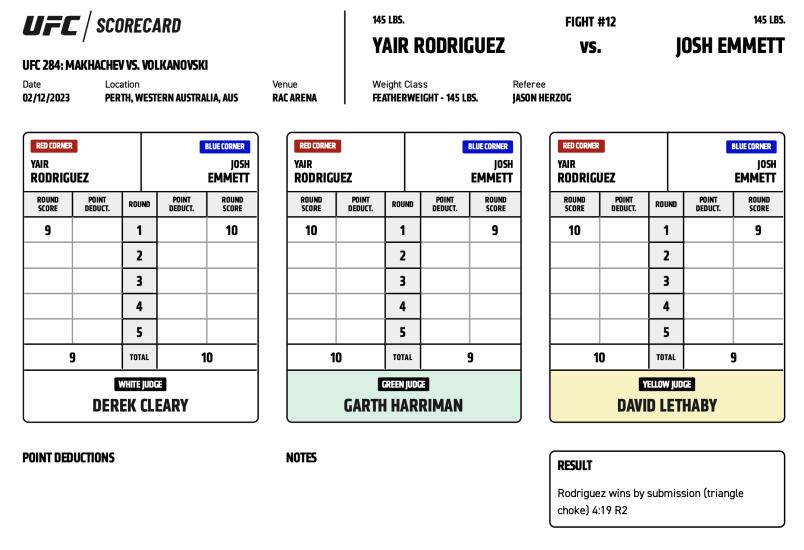 UFC / SCORECARD
UFC 284: MAKHACHEV VS. VOLKANOVSKI
Date Location Venue
02/12/2023 PERTH, WESTERN AUSTRALIA, AUS RAC ARENA
145 LBS. FIGHT #12 145 LBS.
YAIR RODRIGUEZ vs. JOSH EMMETT
Weight Class Referee
FEATHERWEIGHT - 145 LBS. JASON HERZOG
RED CORNER BLUE CORNER
YAIR JOSH
RODRIGUEZ EMMETT
ROUND POINT ROUND POINT ROUND
SCORE DEDUCT. DEDUCT. SCORE
9 1 10
2
3
4
5
9 TOTAL 10
WHITE JUDGE
DEREK CLEARY
RED CORNER BLUE CORNER
YAIR JOSH
RODRIGUEZ EMMETT
ROUND POINT ROUND POINT ROUND
SCORE DEDUCT. DEDUCT. SCORE
10 1 9
2
3
4
5
10 TOTAL 9
GREEN JUDGE
GARTH HARRIMAN
RED CORNER BLUE CORNER
YAIR JOSH
RODRIGUEZ EMMETT
ROUND POINT ROUND POINT ROUND
SCORE DEDUCT. DEDUCT. SCORE
10 1 9
2
3
4
5
10 TOTAL 9
YELLOW JUDGE
DAVID LETHABY
POINT DEDUCTIONS
NOTES
RESULT
Rodriguez wins by submission (triangle
choke) 4:19 R2